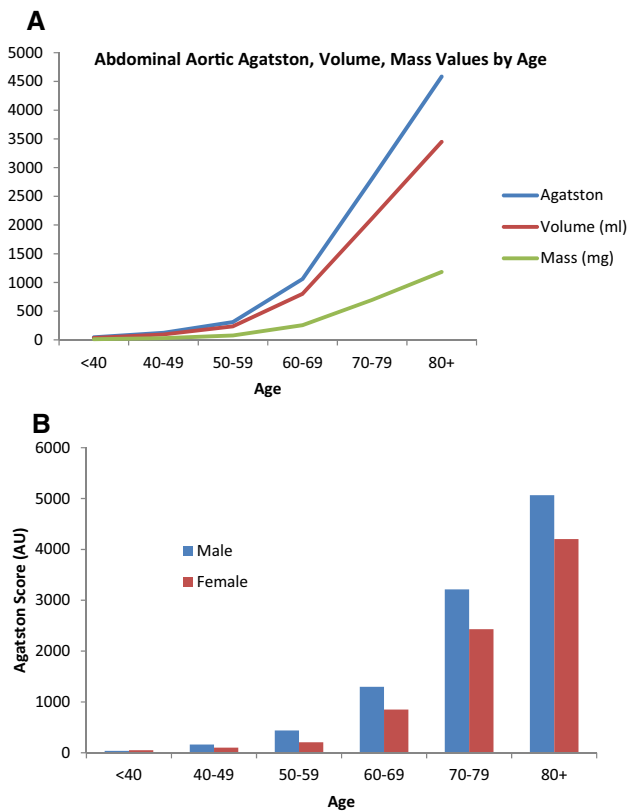 A
Abdominal Aortic Agatston, Volume, Mass Values by Age
5000
4500
4000
3500
3000
2500
2000
1500
1000
500
0
Agatston
Volume (ml)
Mass (mg)
<40 40-49 50-59 60-69 70-79 80+
Age
B
6000
5000
4000
3000
2000
1000
0
Agatston Score (AU)
Male
Female
<40 40-49 50-59 60-69 70-79 80+
Age